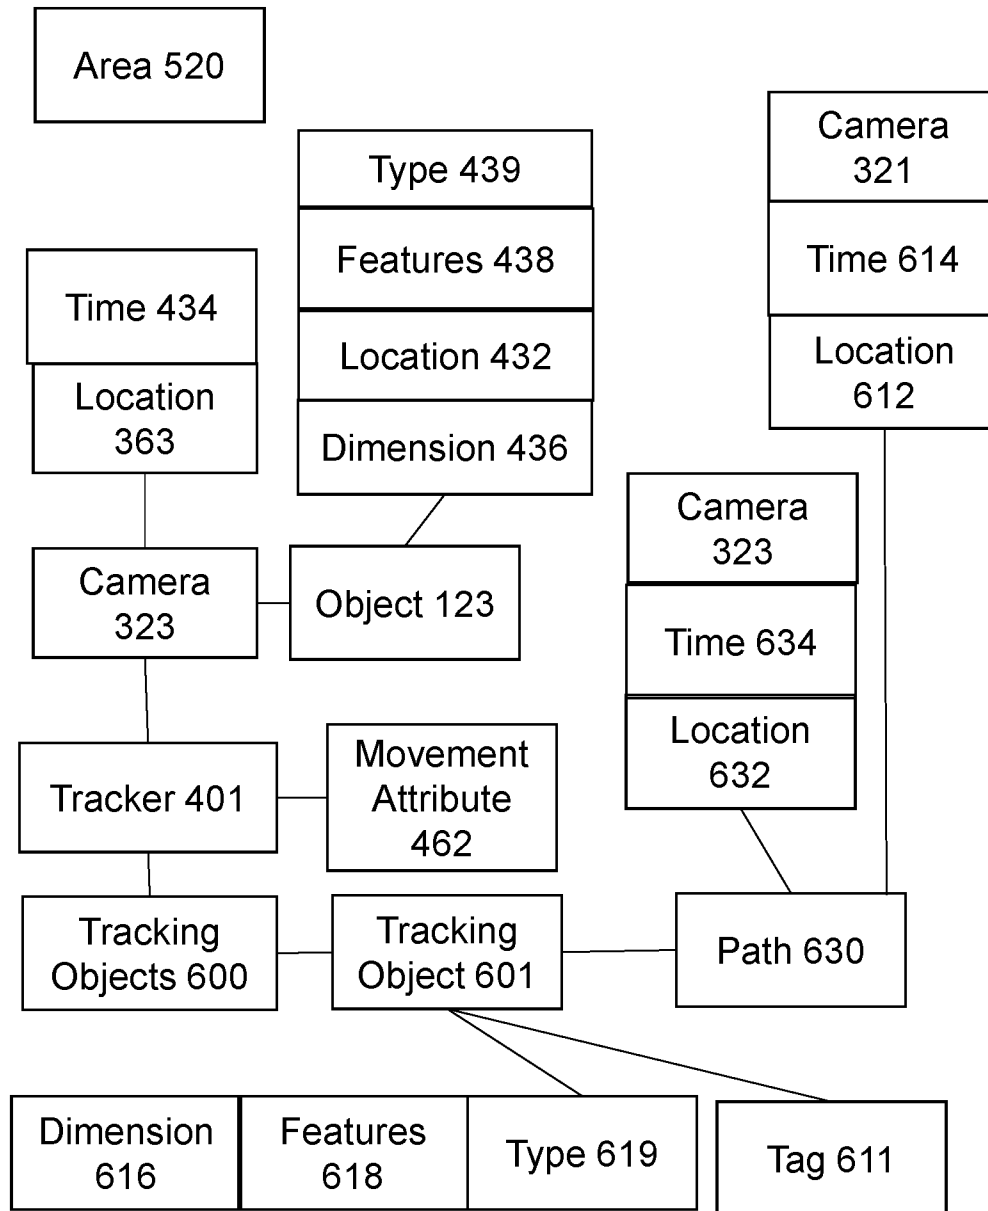 Area 520
Camera
321
Time 614
Location
612
Type 439
Features 438
Location 432
Dimension 436
Time 434
Location
363
Camera
323
Object 123
Camera
323
Time 634
Location
632
Tracker 401
Movement
Attribute
462
Tracking
Objects 600
Tracking
Object 601
Path 630
Dimension
616
Features
618
Type 619
Tag 611